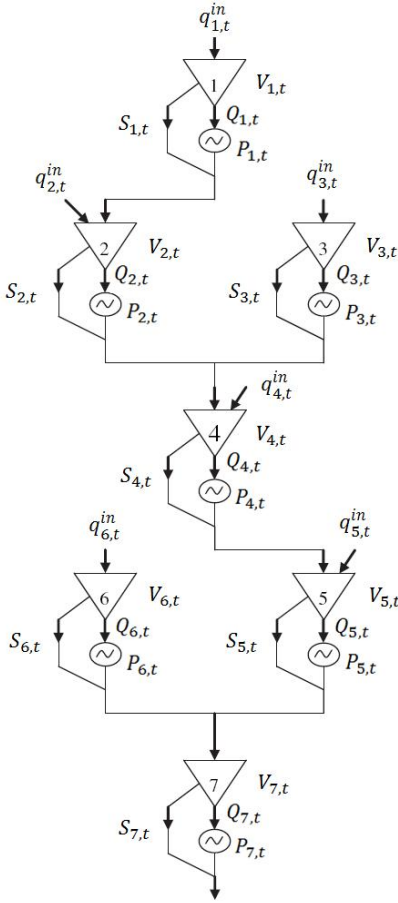 q^{in}_{1,t}
1 V_{1,t}
S_{1,t} Q_{1,t}
P_{1,t}
q^{in}_{2,t} q^{in}_{3,t}
2 V_{2,t} 3 V_{3,t}
S_{2,t} Q_{2,t} S_{3,t} Q_{3,t}
P_{2,t} P_{3,t}
q^{in}_{4,t}
4 V_{4,t}
S_{4,t} Q_{4,t}
P_{4,t}
q^{in}_{6,t} q^{in}_{5,t}
6 V_{6,t} 5 V_{5,t}
S_{6,t} Q_{6,t} S_{5,t} Q_{5,t}
P_{6,t} P_{5,t}
7 V_{7,t}
S_{7,t} Q_{7,t}
P_{7,t}